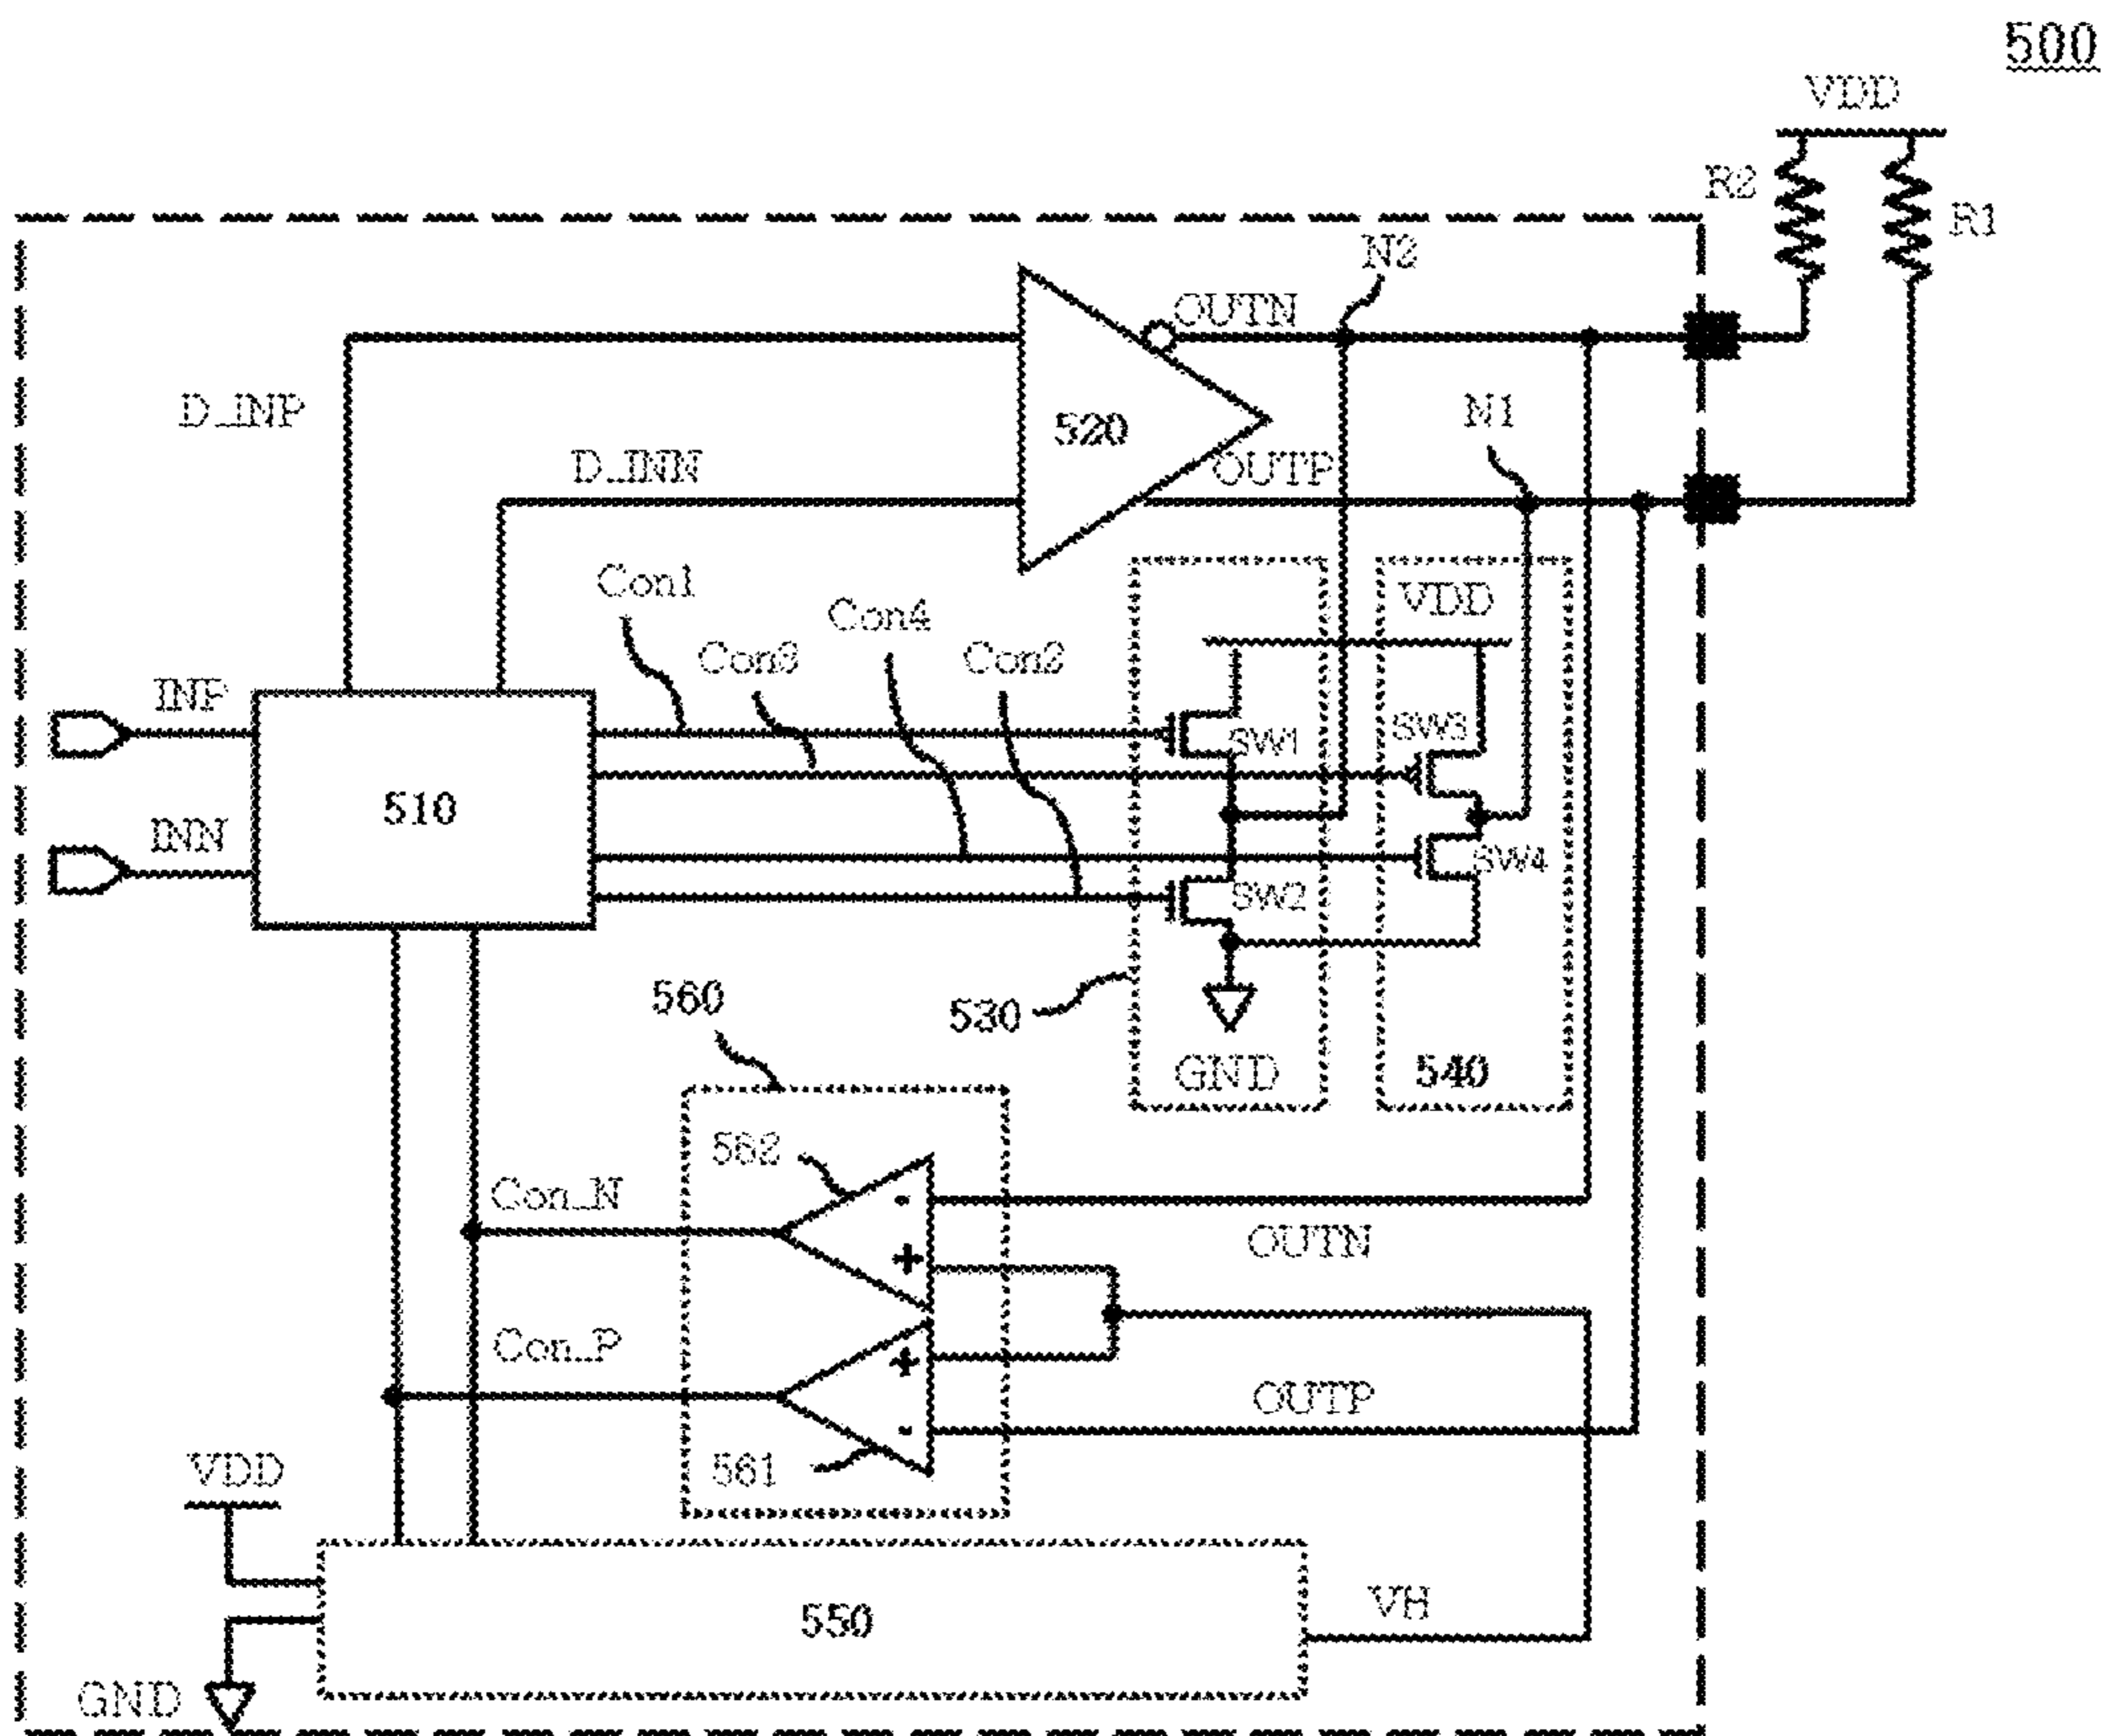 500
VDD
R2
R1
N2
OUTN
D_INP
520
N1
D_INN
OUTP
Con1
Con4
VDD
Con3
Con2
INP
SW1
SW3
510
INN
SW4
SW2
560
530
GND
540
562
-
Con_N
+
OUTN
Con_P
+
OUTP
-
VDD
561
VH
550
GND